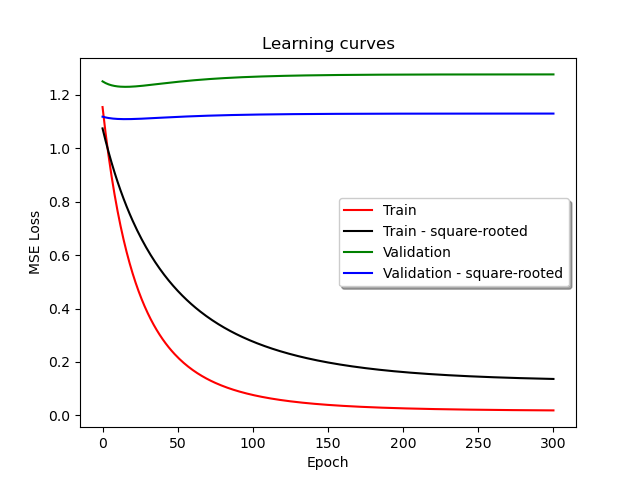 Learning curves
MSE Loss
1.2
1.0
0.8
0.6
0.4
0.2
0.0
Train
Train - square-rooted
Validation
Validation - square-rooted
0 50 100 150 200 250 300
Epoch